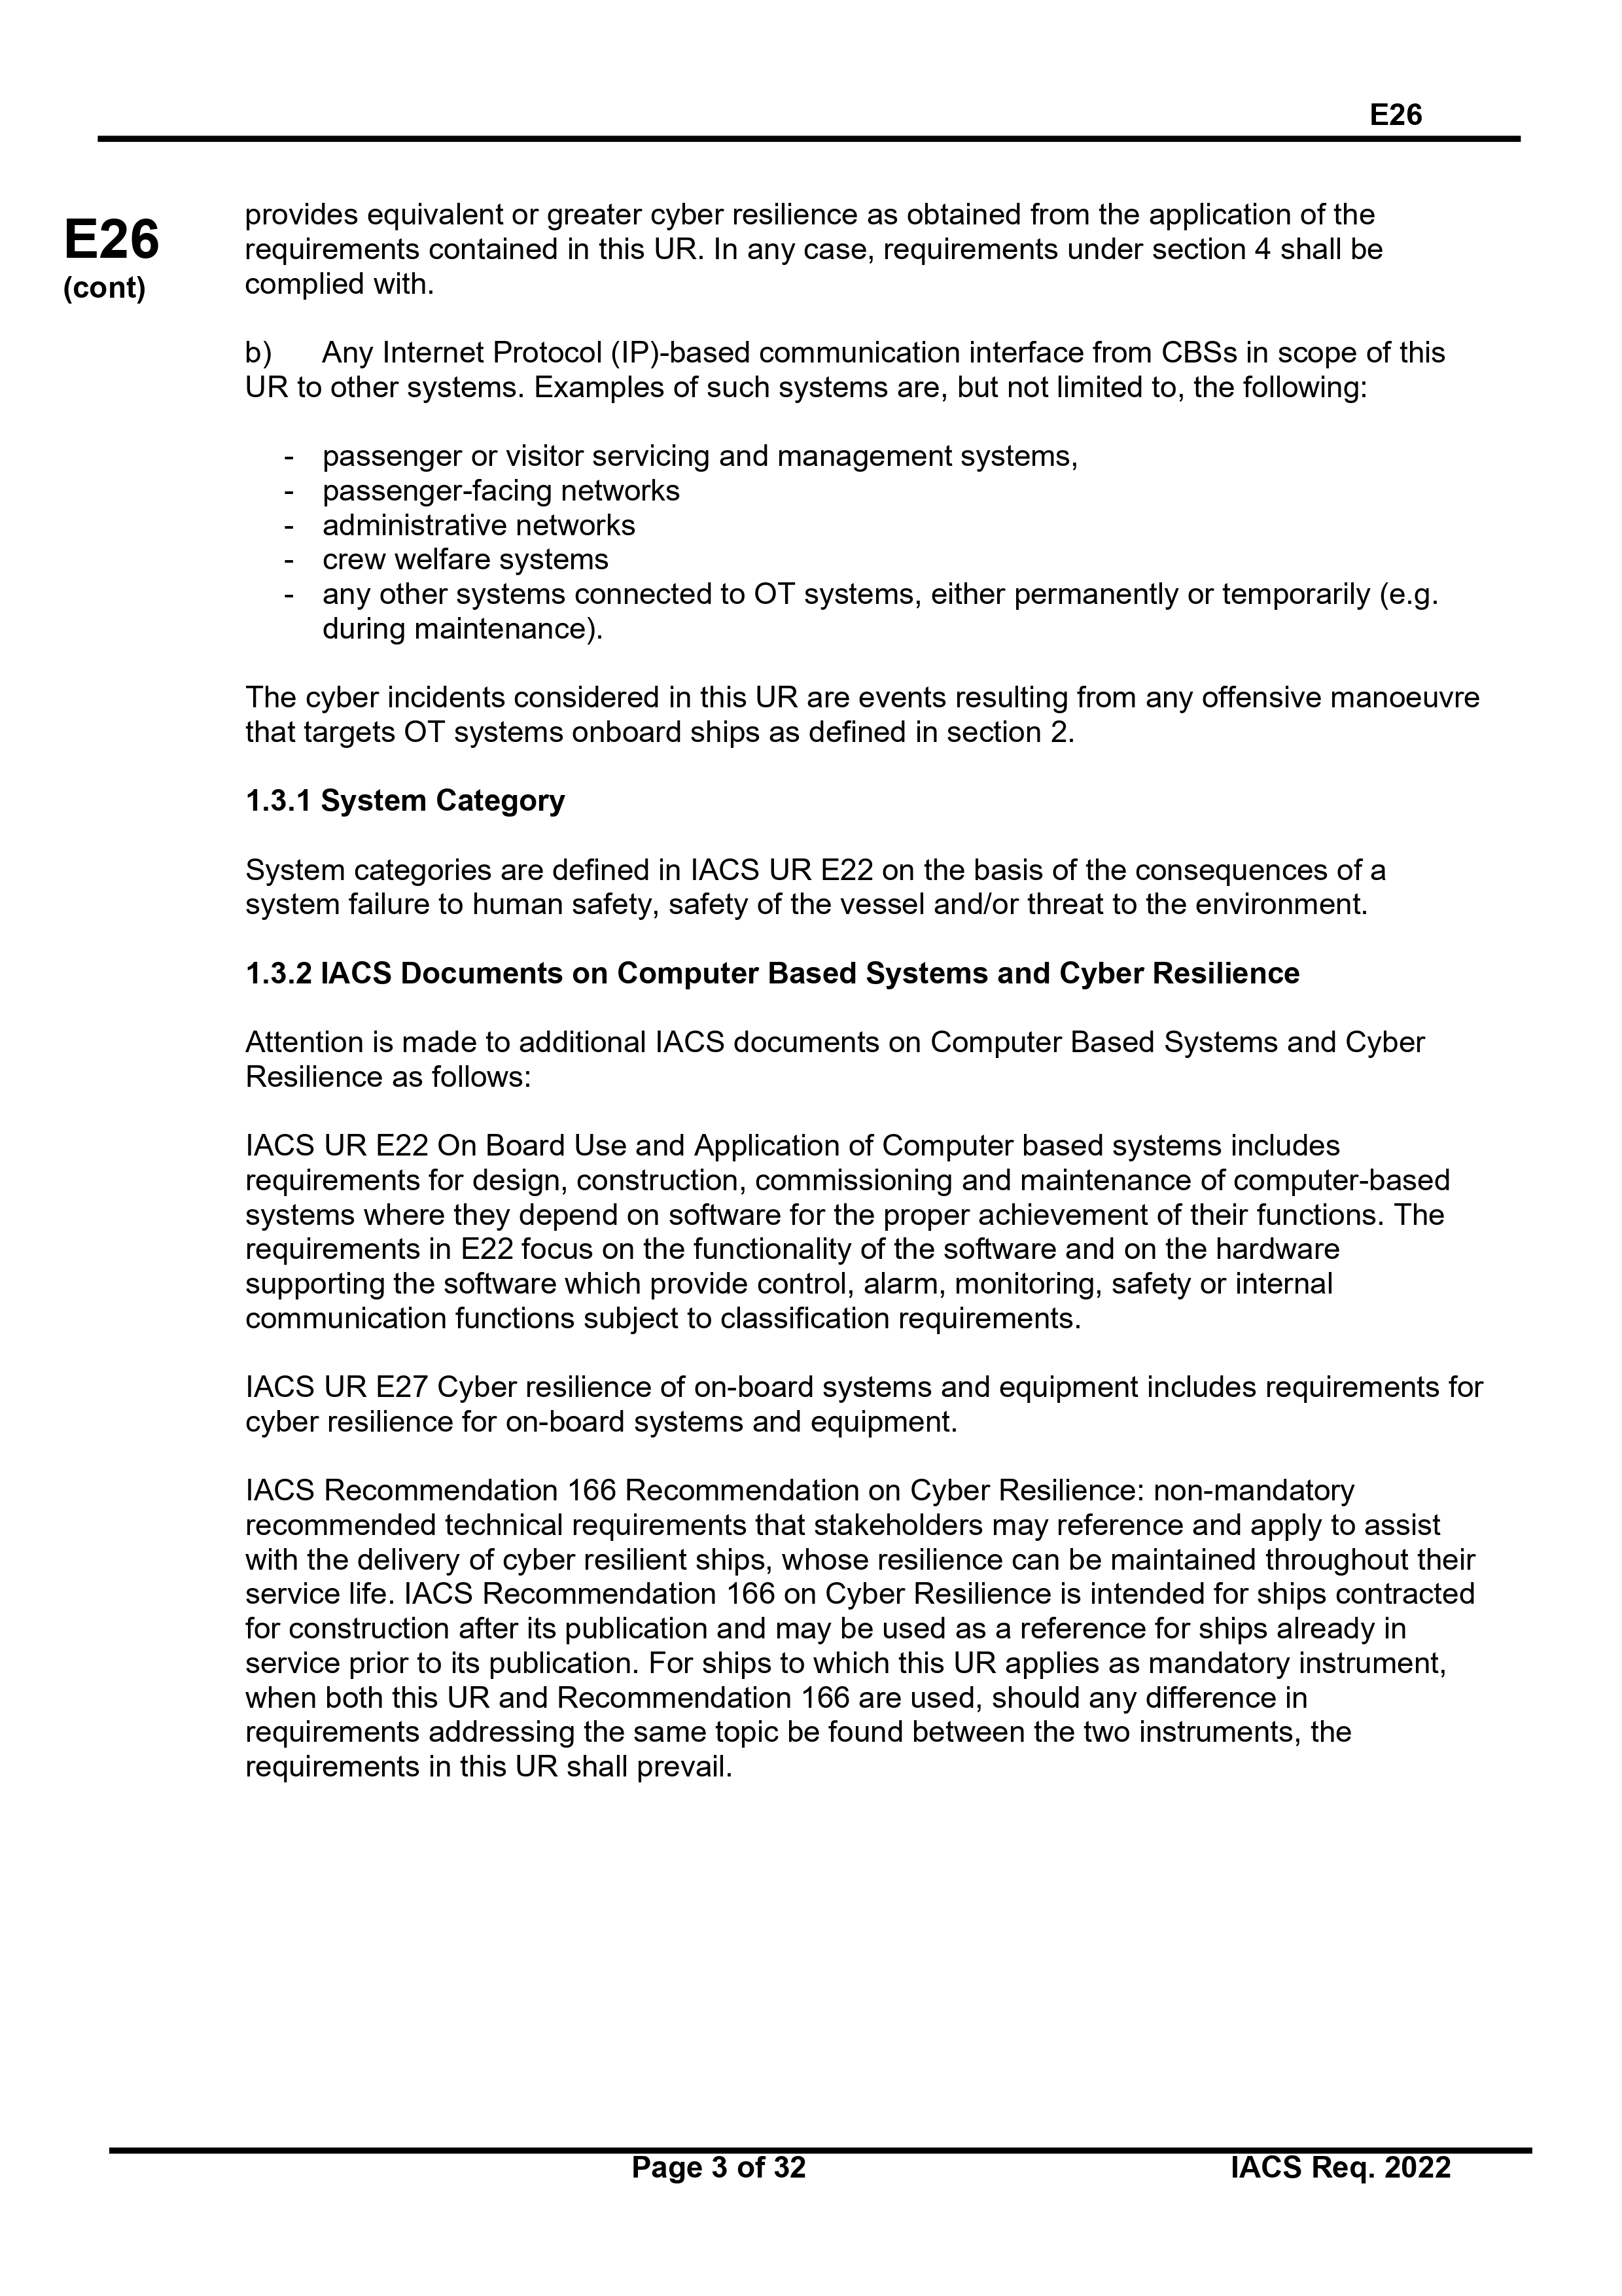 E26
E26
(cont)
provides equivalent or greater cyber resilience as obtained from the application of the
requirements contained in this UR. In any case, requirements under section 4 shall be
complied with.
b) Any Internet Protocol (IP)-based communication interface from CBSs in scope of this
UR to other systems. Examples of such systems are, but not limited to, the following:
- passenger or visitor servicing and management systems,
- passenger-facing networks
- administrative networks
- crew welfare systems
- any other systems connected to OT systems, either permanently or temporarily (e.g.
during maintenance).
The cyber incidents considered in this UR are events resulting from any offensive manoeuvre
that targets OT systems onboard ships as defined in section 2.
1.3.1 System Category
System categories are defined in IACS UR E22 on the basis of the consequences of a
system failure to human safety, safety of the vessel and/or threat to the environment.
1.3.2 IACS Documents on Computer Based Systems and Cyber Resilience
Attention is made to additional IACS documents on Computer Based Systems and Cyber
Resilience as follows:
IACS UR E22 On Board Use and Application of Computer based systems includes
requirements for design, construction, commissioning and maintenance of computer-based
systems where they depend on software for the proper achievement of their functions. The
requirements in E22 focus on the functionality of the software and on the hardware
supporting the software which provide control, alarm, monitoring, safety or internal
communication functions subject to classification requirements.
IACS UR E27 Cyber resilience of on-board systems and equipment includes requirements for
cyber resilience for on-board systems and equipment.
IACS Recommendation 166 Recommendation on Cyber Resilience: non-mandatory
recommended technical requirements that stakeholders may reference and apply to assist
with the delivery of cyber resilient ships, whose resilience can be maintained throughout their
service life. IACS Recommendation 166 on Cyber Resilience is intended for ships contracted
for construction after its publication and may be used as a reference for ships already in
service prior to its publication. For ships to which this UR applies as mandatory instrument,
when both this UR and Recommendation 166 are used, should any difference in
requirements addressing the same topic be found between the two instruments, the
requirements in this UR shall prevail.
Page 3 of 32
IACS Req. 2022